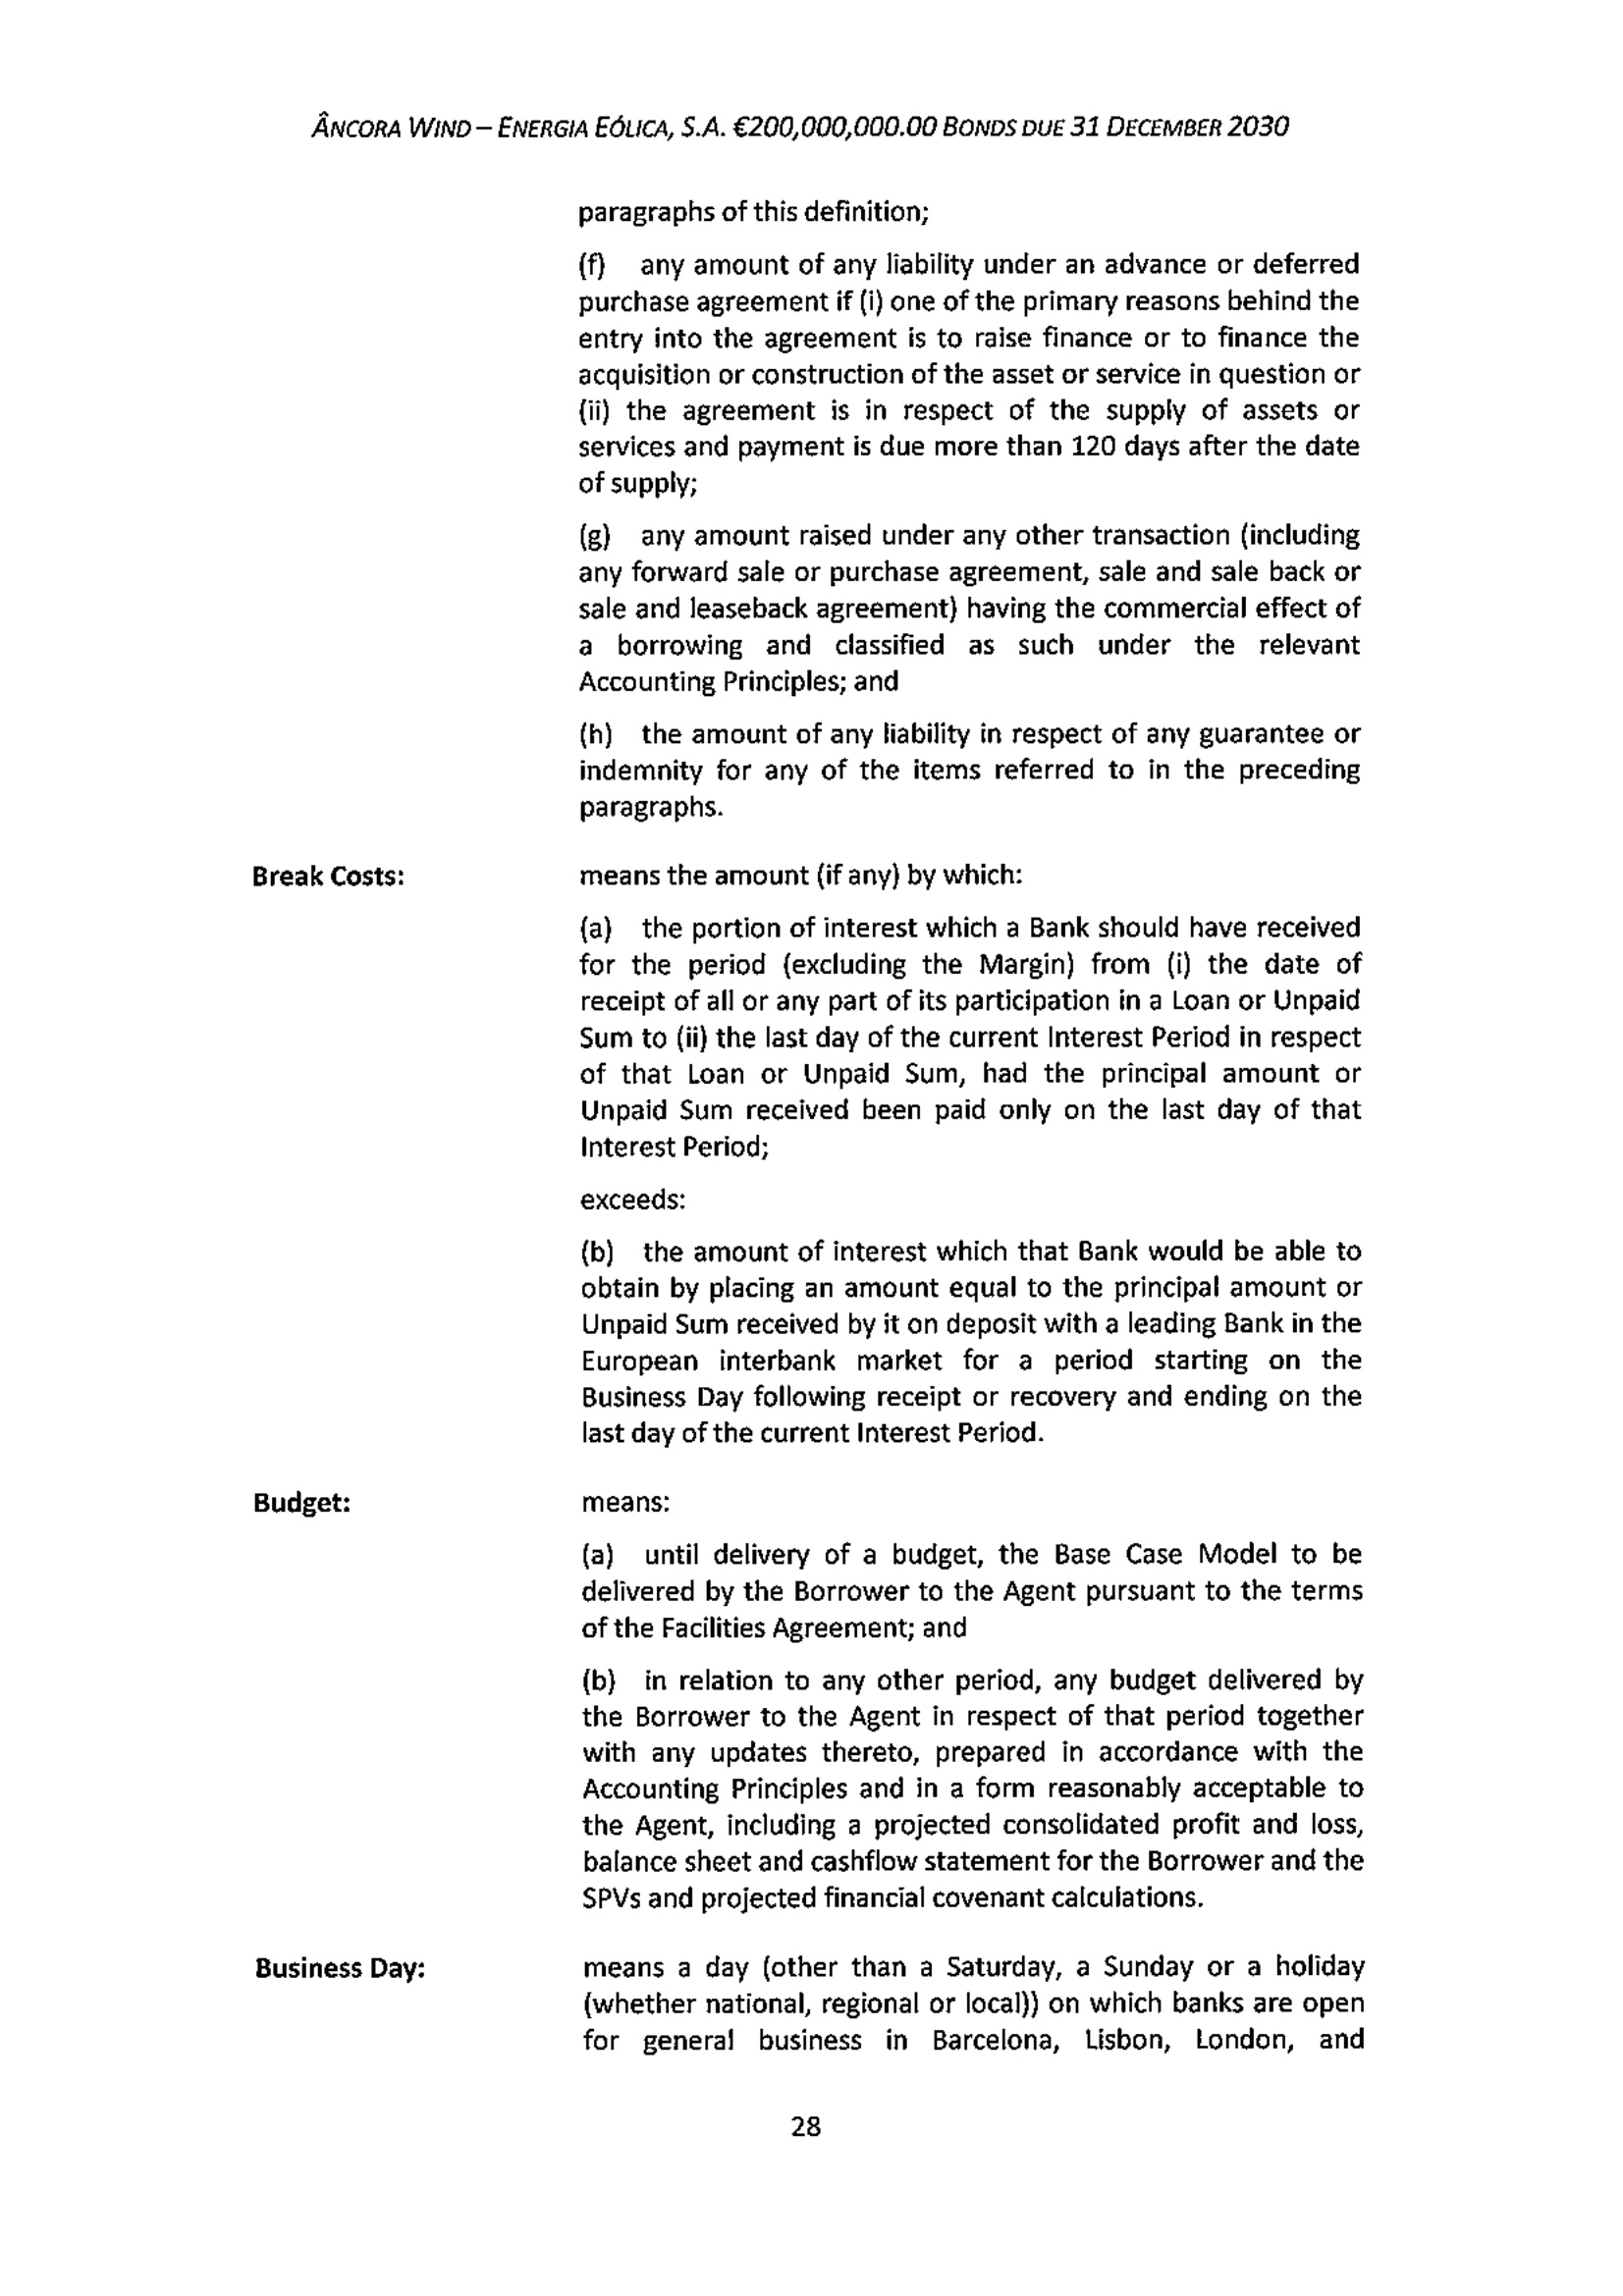 ÂNCORA WIND – ENERGIA EÓLICA, S.A. €200,000,000.00 BONDS DUE 31 DECEMBER 2030
paragraphs of this definition;
(f) any amount of any liability under an advance or deferred
purchase agreement if (i) one of the primary reasons behind the
entry into the agreement is to raise finance or to finance the
acquisition or construction of the asset or service in question or
(ii) the agreement is in respect of the supply of assets or
services and payment is due more than 120 days after the date
of supply;
(g) any amount raised under any other transaction (including
any forward sale or purchase agreement, sale and sale back or
sale and leaseback agreement) having the commercial effect of
a borrowing and classified as such under the relevant
Accounting Principles; and
(h) the amount of any liability in respect of any guarantee or
indemnity for any of the items referred to in the preceding
paragraphs.
Break Costs: means the amount (if any) by which:
(a) the portion of interest which a Bank should have received
for the period (excluding the Margin) from (i) the date of
receipt of all or any part of its participation in a Loan or Unpaid
Sum to (ii) the last day of the current Interest Period in respect
of that Loan or Unpaid Sum, had the principal amount or
Unpaid Sum received been paid only on the last day of that
Interest Period;
exceeds:
(b) the amount of interest which that Bank would be able to
obtain by placing an amount equal to the principal amount or
Unpaid Sum received by it on deposit with a leading Bank in the
European interbank market for a period starting on the
Business Day following receipt or recovery and ending on the
last day of the current Interest Period.
Budget: means:
(a) until delivery of a budget, the Base Case Model to be
delivered by the Borrower to the Agent pursuant to the terms
of the Facilities Agreement; and
(b) in relation to any other period, any budget delivered by
the Borrower to the Agent in respect of that period together
with any updates thereto, prepared in accordance with the
Accounting Principles and in a form reasonably acceptable to
the Agent, including a projected consolidated profit and loss,
balance sheet and cashflow statement for the Borrower and the
SPVs and projected financial covenant calculations.
Business Day: means a day (other than a Saturday, a Sunday or a holiday
(whether national, regional or local)) on which banks are open
for general business in Barcelona, Lisbon, London, and
28